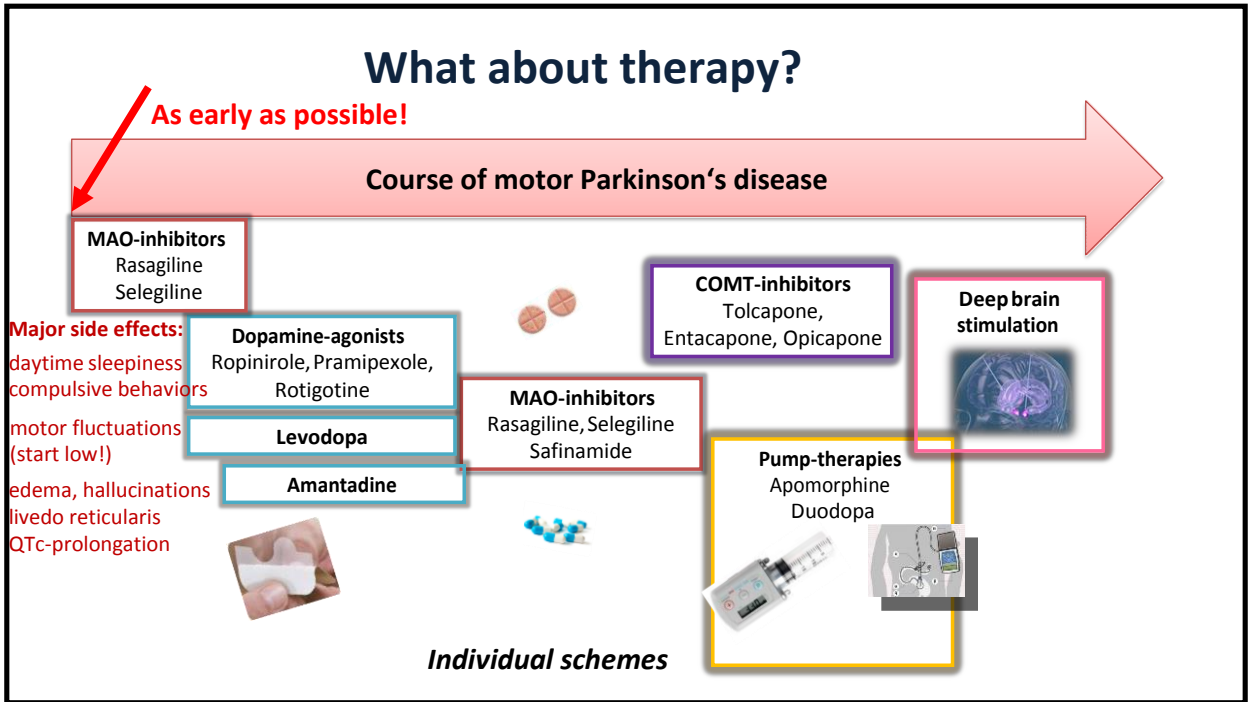 What about therapy?
As early as possible!
Course of motor Parkinson‘s disease
MAO-inhibitors
Rasagiline
Selegiline
Major side effects:
daytime sleepiness
compulsive behaviors
motor fluctuations
(start low!)
edema, hallucinations
livedo reticularis
QTc-prolongation
Dopamine-agonists
Ropinirole, Pramipexole,
Rotigotine
Levodopa
Amantadine
MAO-inhibitors
Rasagiline, Selegiline
Safinamide
COMT-inhibitors
Tolcapone,
Entacapone, Opicapone
Pump-therapies
Apomorphine
Duodopa
Deep brain
stimulation
Individual schemes